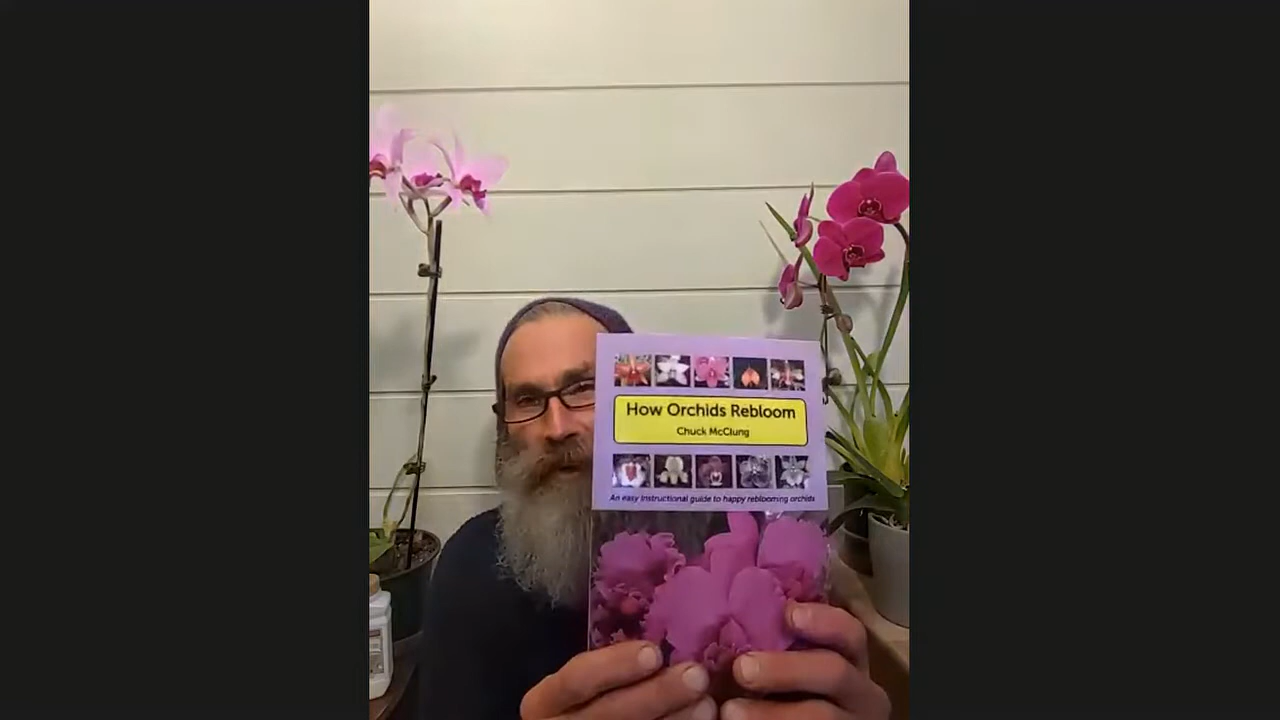 How Orchids Rebloom
Chuck McClung
An easy instructional guide to happy reblooming orchids